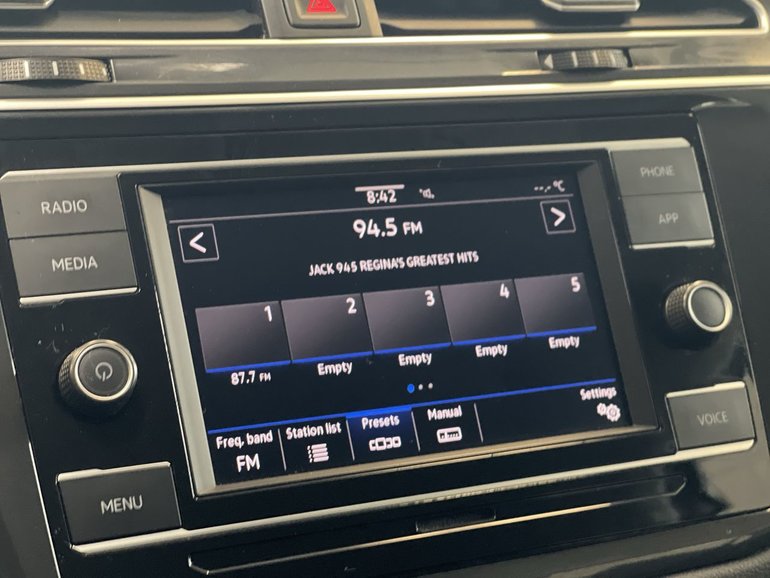 RADIO
MEDIA
MENU
PHONE
APP
VOICE
8:42
--.-°C
94.5 FM
JACK 945 REGINA'S GREATEST HITS
1 2 3 4 5
87.7 FM Empty Empty Empty Empty
Freq. band Station list Presets Manual Settings
FM